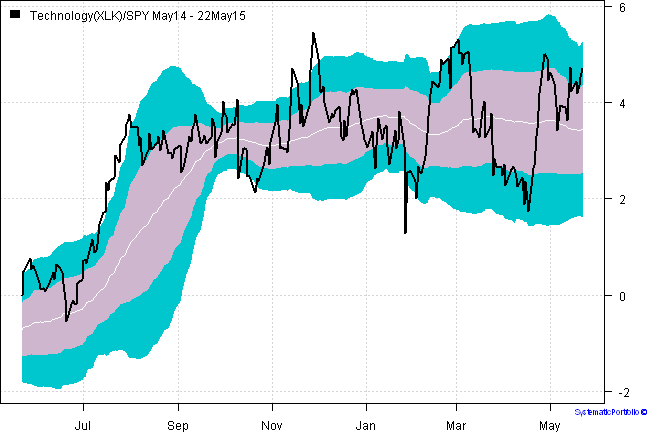 Technology(XLK)/SPY May14 - 22May15
6
4
2
0
-2
Jul Sep Nov Jan Mar May
SystematicPortfolio ©